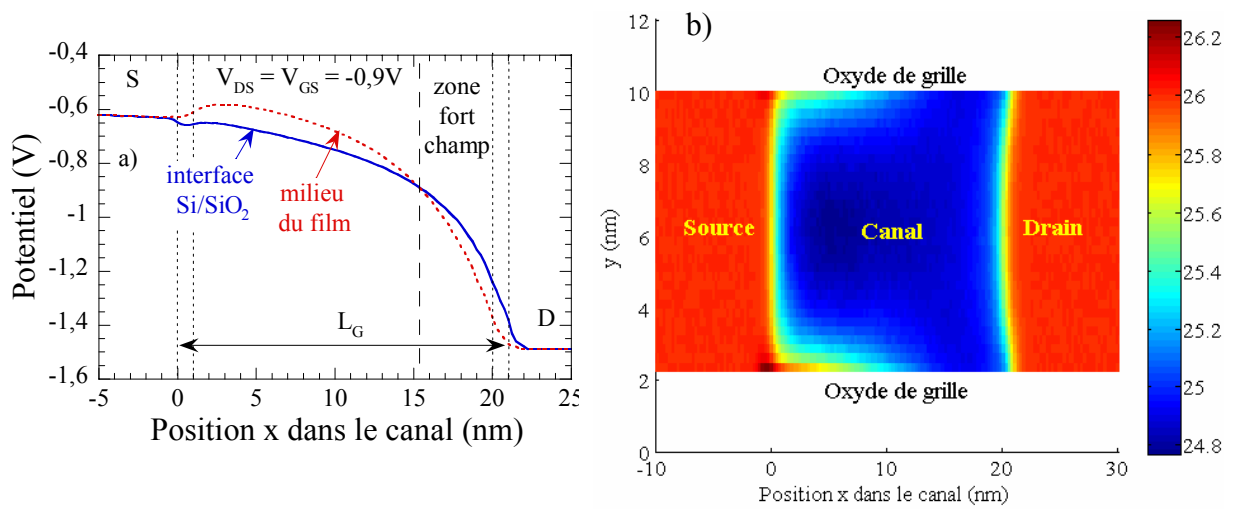 -0,4
-0,6
-0,8
-1
-1,2
-1,4
-1,6
Potentiel (V)
S
V_DS = V_GS = -0,9V
zone
fort
champ
a)
interface
Si/SiO2
milieu
du film
L_G
D
-5 0 5 10 15 20 25
Position x dans le canal (nm)
b)
12
10
8
6
4
2
0
y (nm)
Oxyde de grille
Source
Canal
Drain
Oxyde de grille
-10 0 10 20 30
Position x dans le canal (nm)
26.2
26
25.8
25.6
25.4
25.2
25
24.8